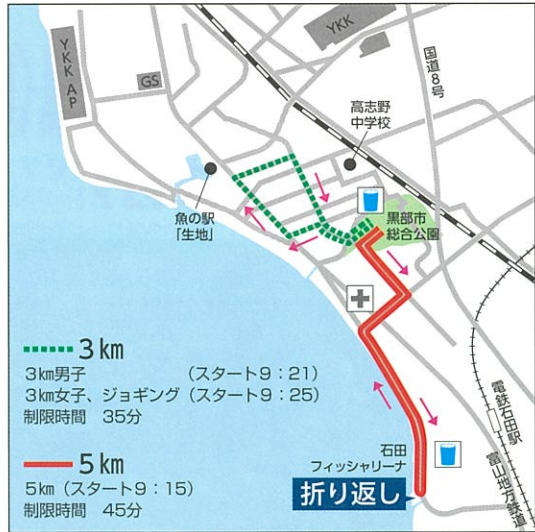 YKK
YKK AP
GS
国道8号
高志野
中学校
魚の駅
「生地」
黒部市
総合公園
3km
3km男子　　　　（スタート9：21）
3km女子、ジョギング（スタート9：25）
制限時間　35分
5km
5km（スタート9：15）
制限時間　45分
石田
フィッシャリーナ
折り返し
電鉄石田駅
富山地方鉄道